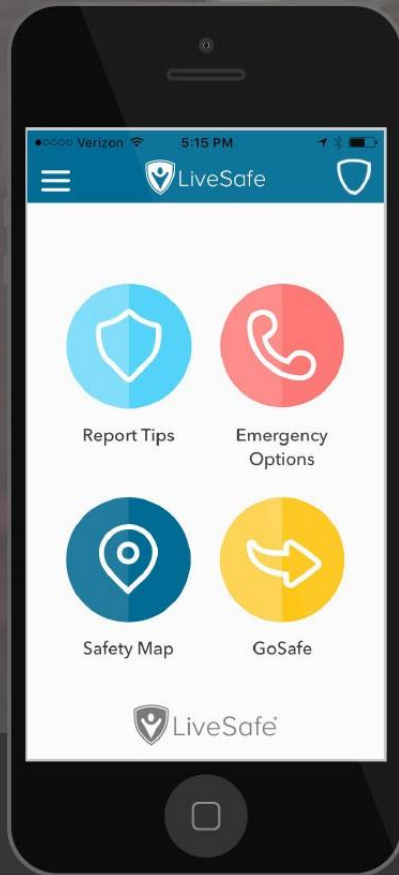 Verizon 5:15 PM
LiveSafe
Report Tips
Emergency
Options
Safety Map
GoSafe
LiveSafe®